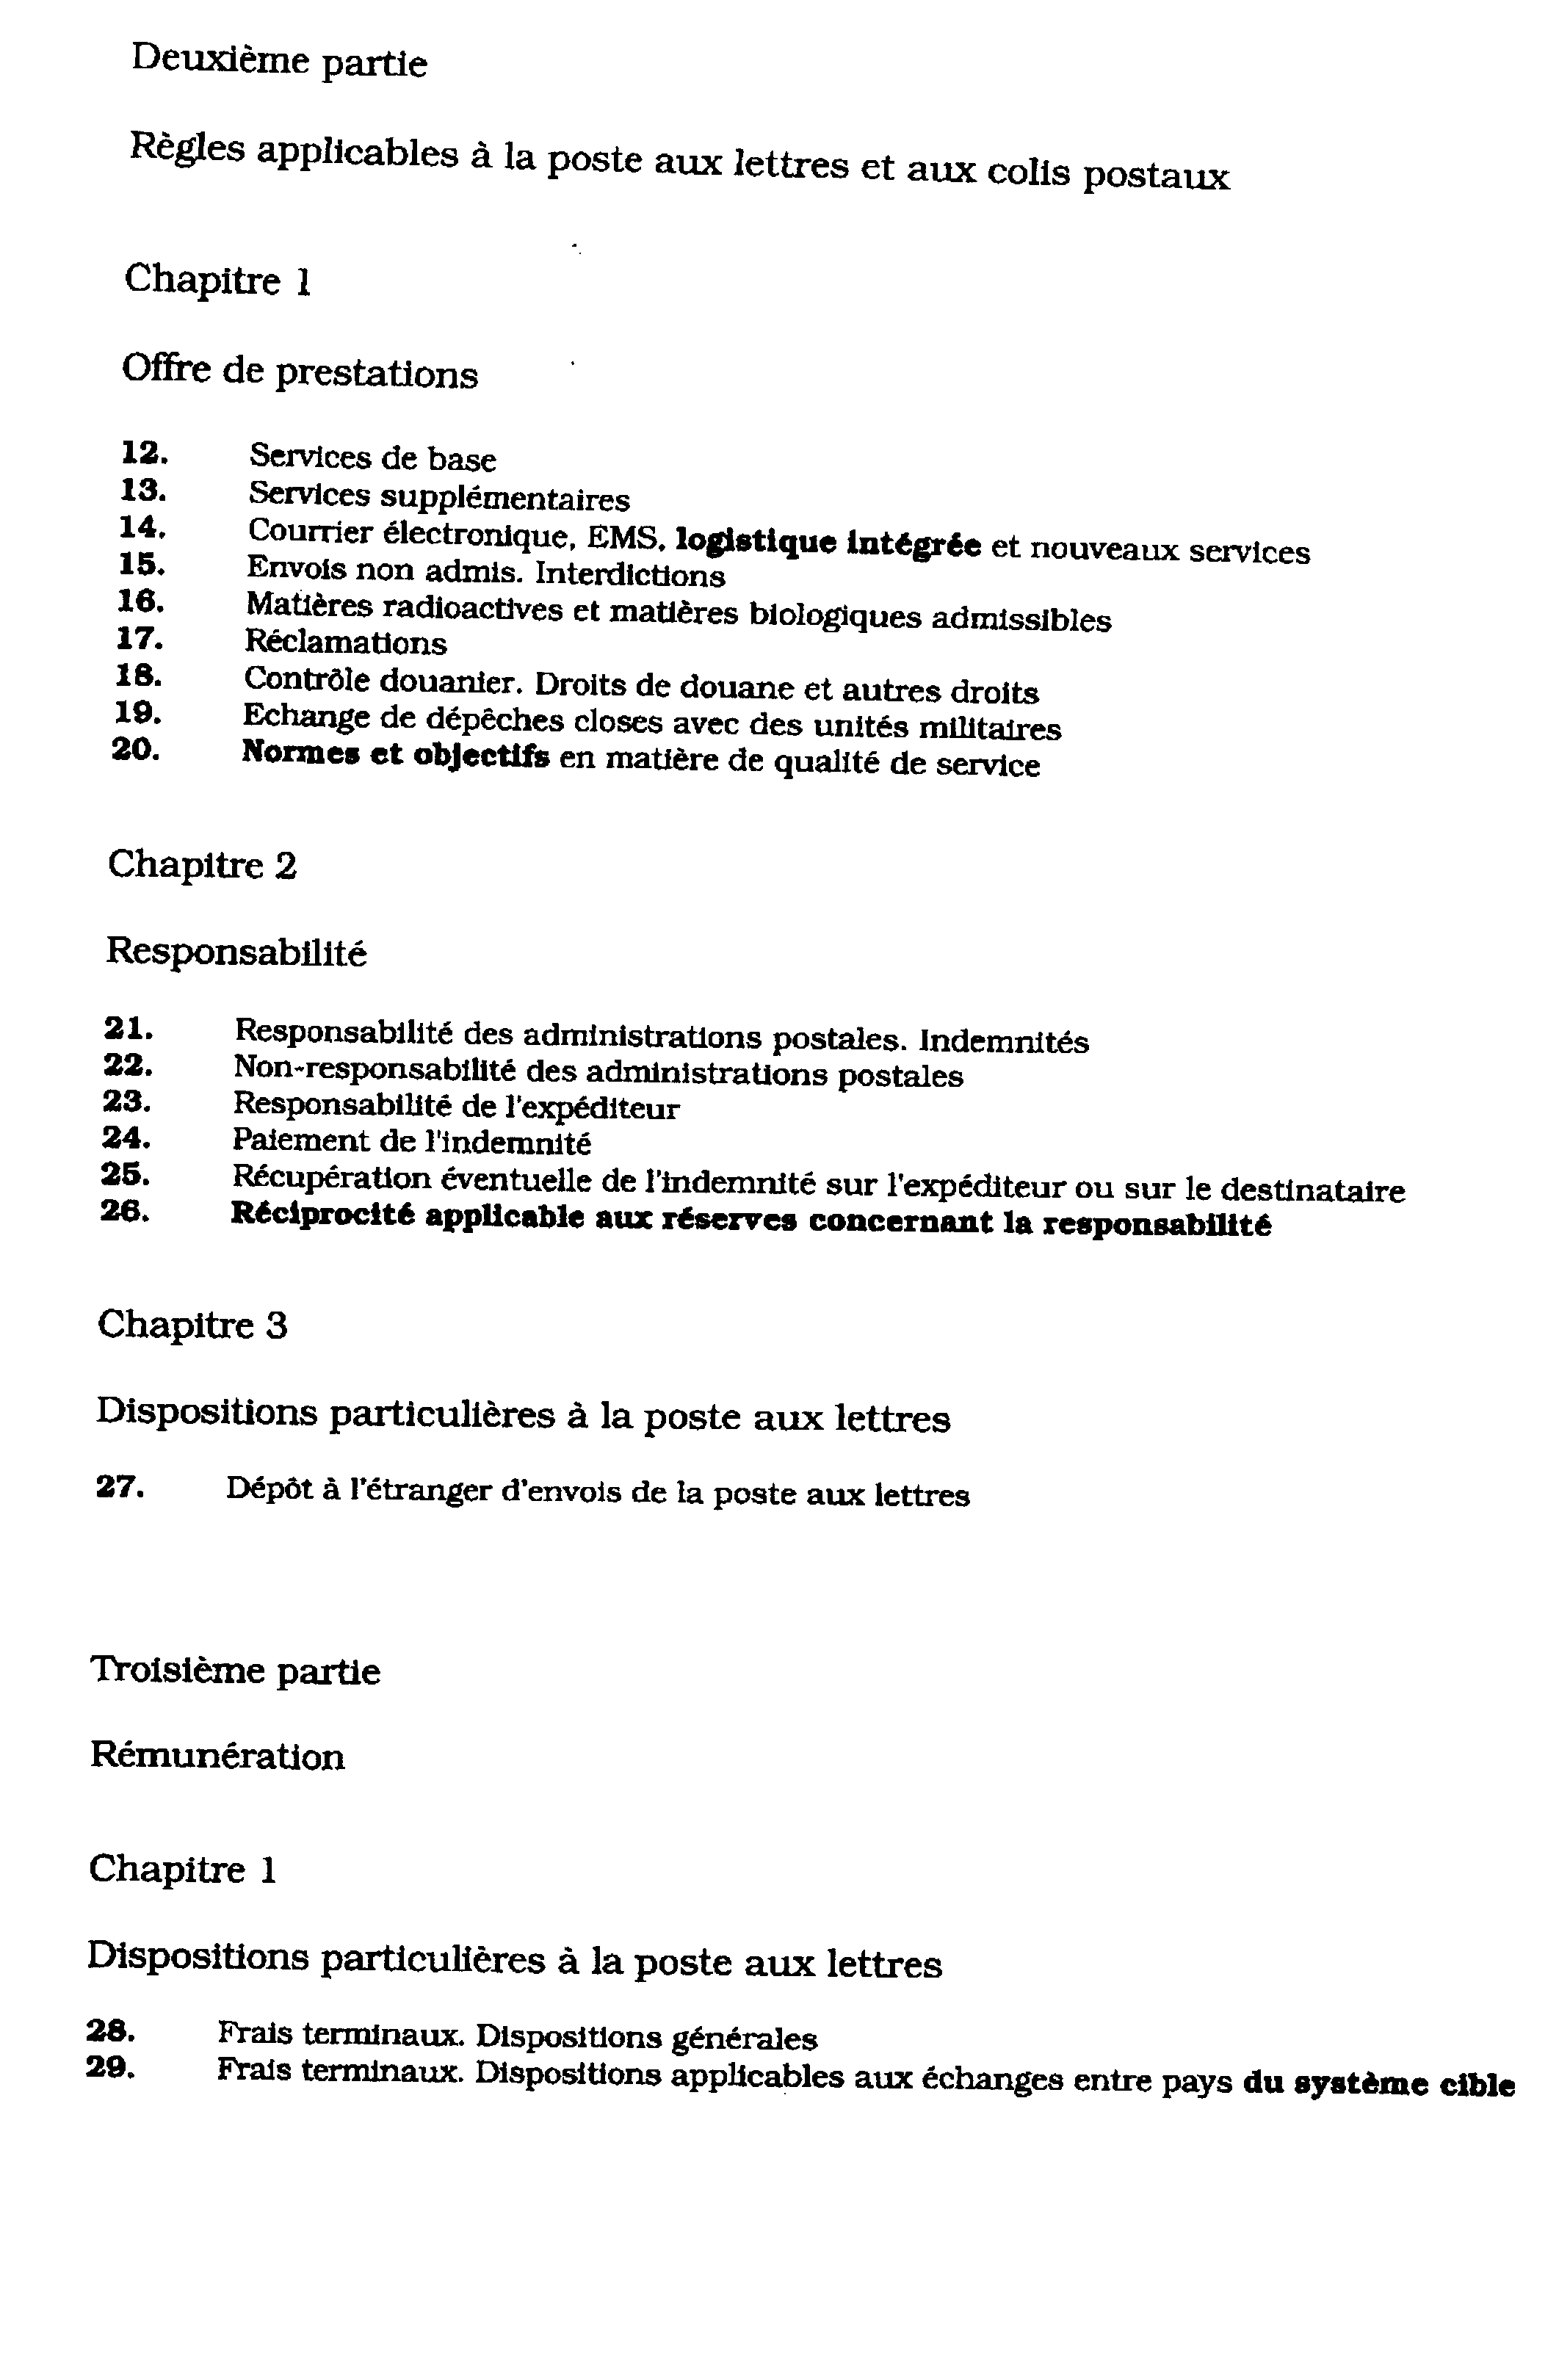 Deuxième partie
Règles applicables à la poste aux lettres et aux colis postaux
Chapitre 1
Offre de prestations
12. Services de base
13. Services supplémentaires
14. Courrier électronique, EMS, logistique intégrée et nouveaux services
15. Envois non admis. Interdictions
16. Matières radioactives et matières biologiques admissibles
17. Réclamations
18. Contrôle douanier. Droits de douane et autres droits
19. Echange de dépêches closes avec des unités militaires
20. Normes et objectifs en matière de qualité de service
Chapitre 2
Responsabilité
21. Responsabilité des administrations postales. Indemnités
22. Non-responsabilité des administrations postales
23. Responsabilité de l'expéditeur
24. Paiement de l'indemnité
25. Récupération éventuelle de l'indemnité sur l'expéditeur ou sur le destinataire
26. Réciprocité applicable aux réserves concernant la responsabilité
Chapitre 3
Dispositions particulières à la poste aux lettres
27. Dépôt à l'étranger d'envois de la poste aux lettres
Troisième partie
Rémunération
Chapitre 1
Dispositions particulières à la poste aux lettres
28. Frais terminaux. Dispositions générales
29. Frais terminaux. Dispositions applicables aux échanges entre pays du système cible